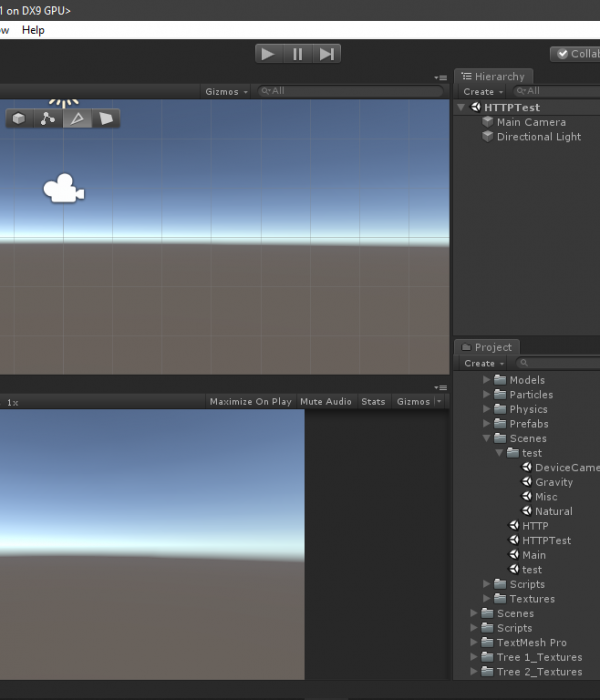 1 on DX9 GPU>
ow Help
Collab
Gizmos All
Hierarchy
Create All
HTTPTest
Main Camera
Directional Light
Project
Create
1x Maximize On Play Mute Audio Stats Gizmos
Models
Particles
Physics
Prefabs
Scenes
test
DeviceCame
Gravity
Misc
Natural
HTTP
HTTPTest
Main
test
Scripts
Textures
Scenes
Scripts
TextMesh Pro
Tree 1_Textures
Tree 2_Textures